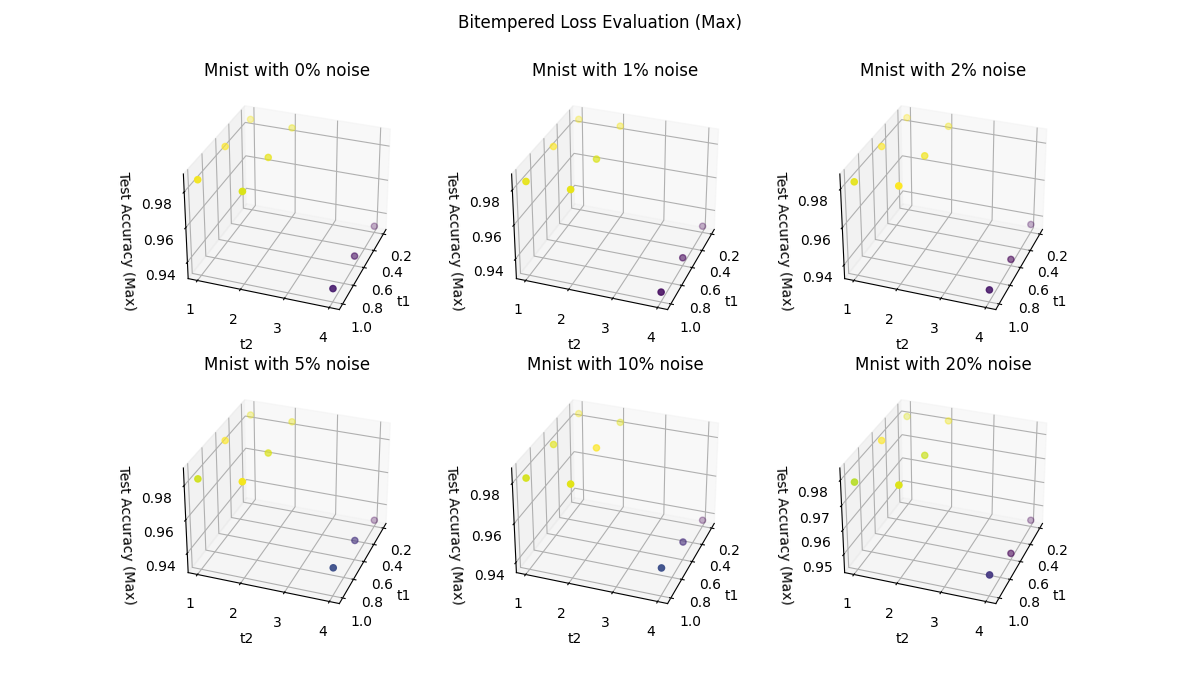 Bitempered Loss Evaluation (Max)
Mnist with 0% noise
Test Accuracy (Max)
0.98
0.96
0.94
1
2
3
4
t2
0.2
0.4
0.6
0.8
1.0
t1
Mnist with 1% noise
Test Accuracy (Max)
0.98
0.96
0.94
1
2
3
4
t2
0.2
0.4
0.6
0.8
1.0
t1
Mnist with 2% noise
Test Accuracy (Max)
0.98
0.96
0.94
1
2
3
4
t2
0.2
0.4
0.6
0.8
1.0
t1
Mnist with 5% noise
Test Accuracy (Max)
0.98
0.96
0.94
1
2
3
4
t2
0.2
0.4
0.6
0.8
1.0
t1
Mnist with 10% noise
Test Accuracy (Max)
0.98
0.96
0.94
1
2
3
4
t2
0.2
0.4
0.6
0.8
1.0
t1
Mnist with 20% noise
Test Accuracy (Max)
0.98
0.97
0.96
0.95
1
2
3
4
t2
0.2
0.4
0.6
0.8
1.0
t1